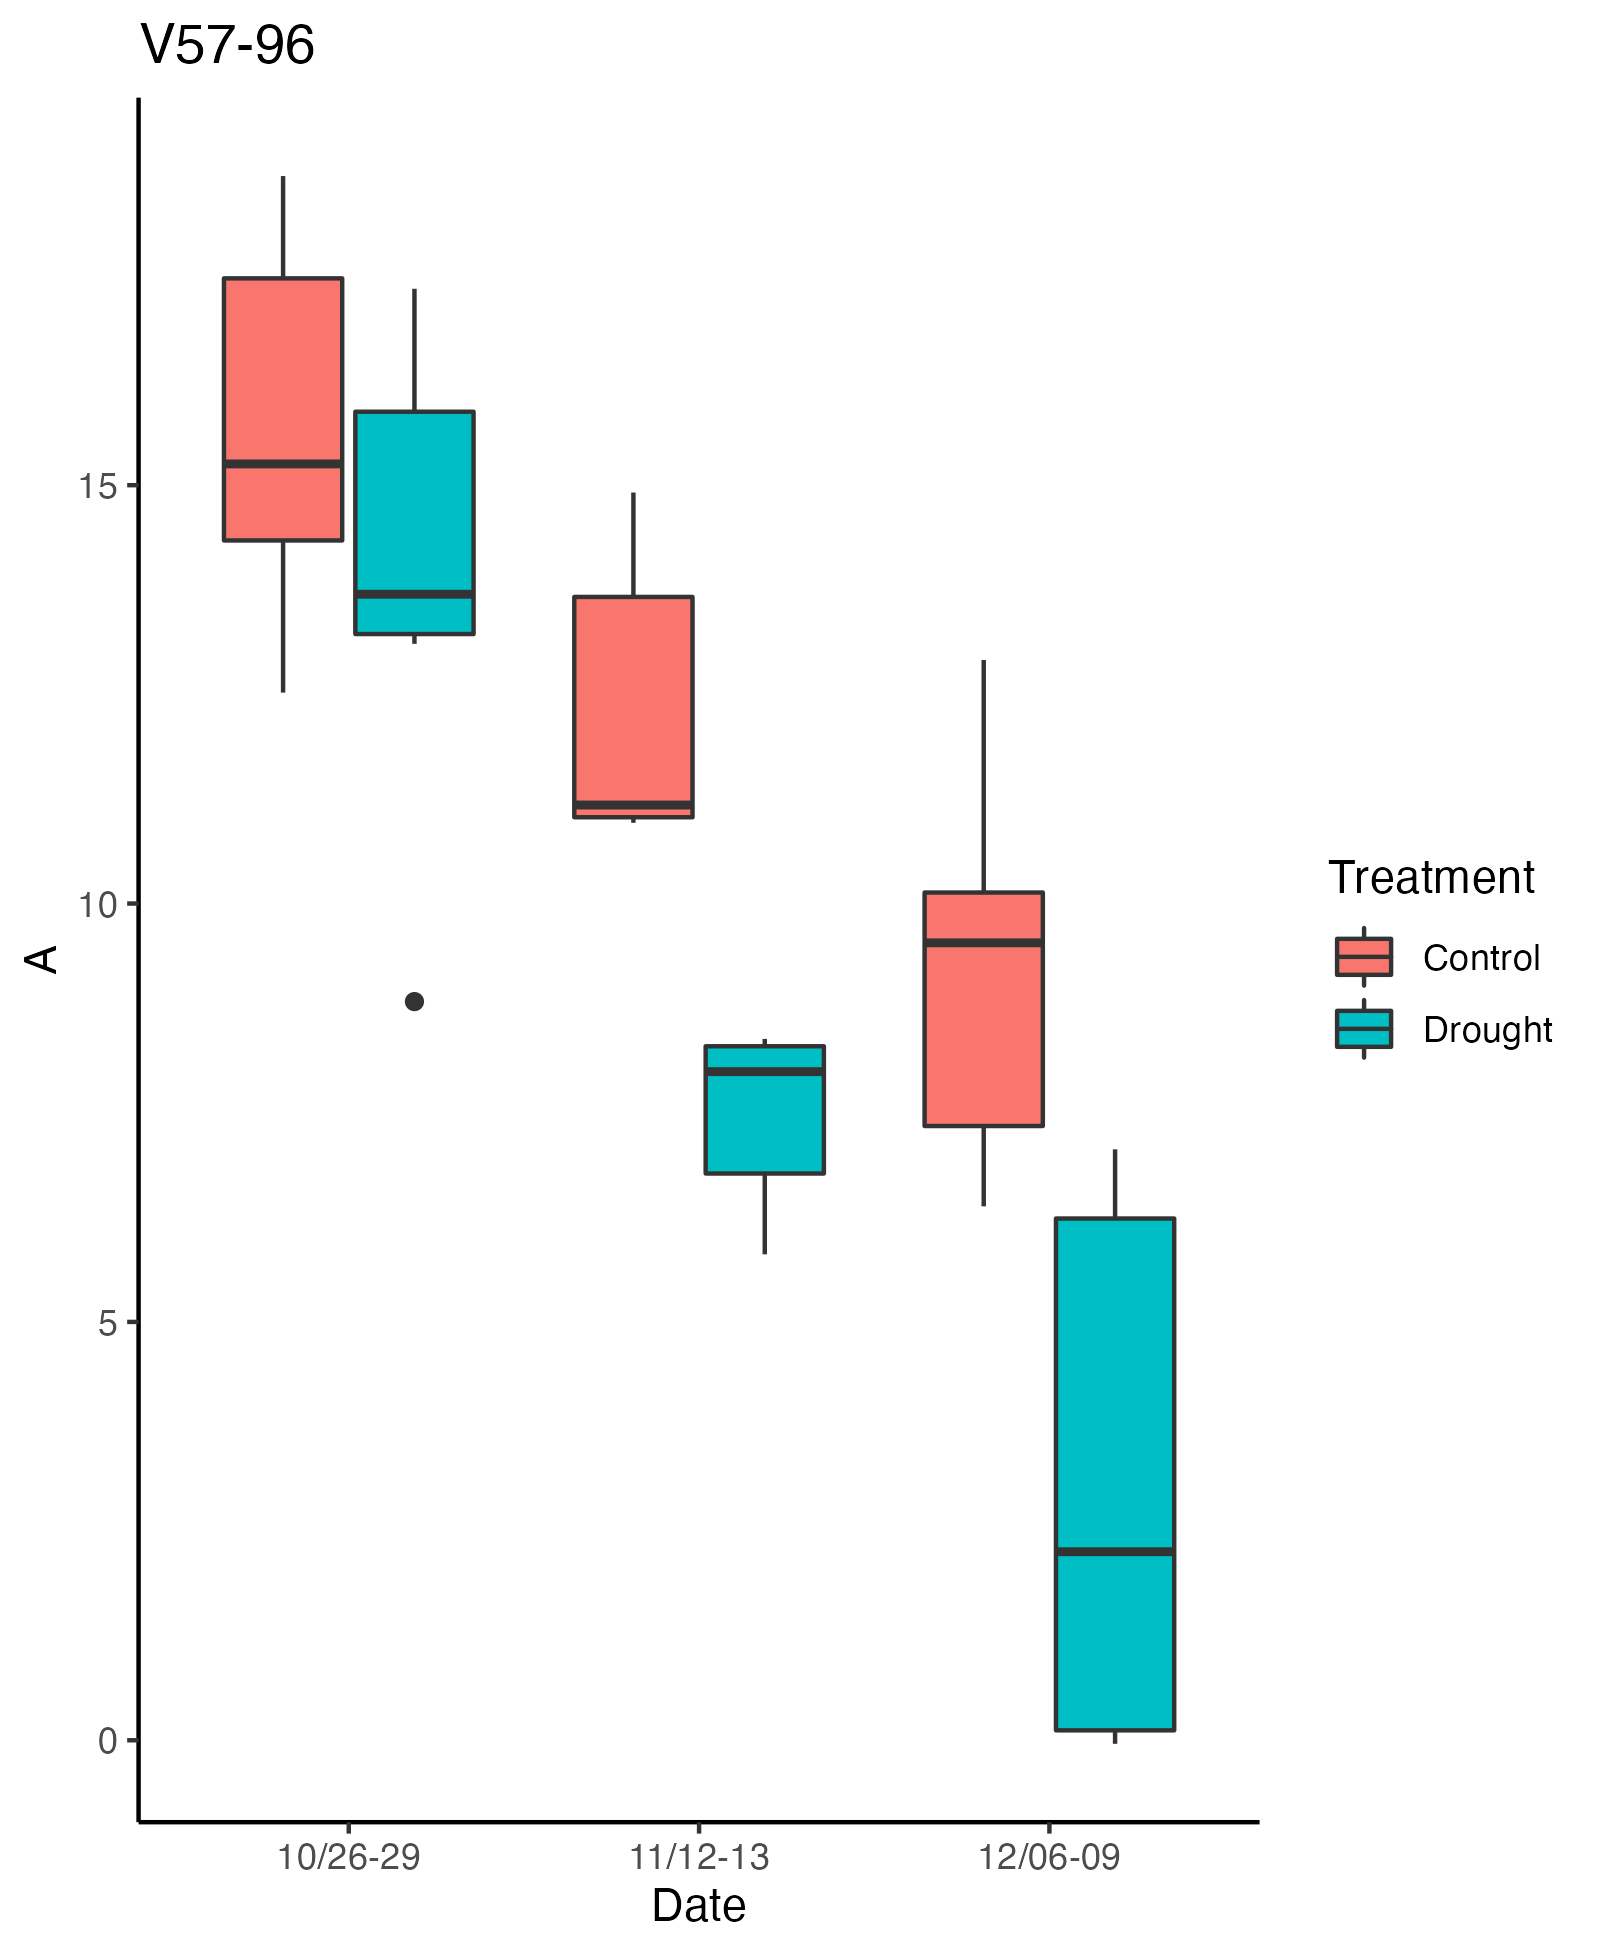 V57-96
15
10
5
0
A
10/26-29
11/12-13
12/06-09
Date
Treatment
Control
Drought